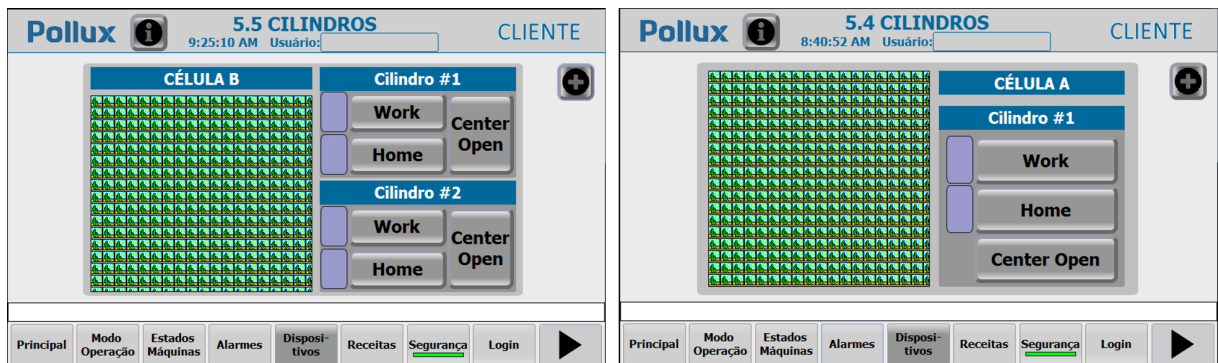 Pollux
5.5 CILINDROS
9:25:10 AM Usuário:
CLIENTE
CÉLULA B
Cilindro #1
Work
Home
Center
Open
Cilindro #2
Work
Home
Center
Open
Principal
Modo
Operação
Estados
Máquinas
Alarmes
Disposi-
tivos
Receitas
Segurança
Login
Pollux
5.4 CILINDROS
8:40:52 AM Usuário:
CLIENTE
CÉLULA A
Cilindro #1
Work
Home
Center Open
Principal
Modo
Operação
Estados
Máquinas
Alarmes
Disposi-
tivos
Receitas
Segurança
Login